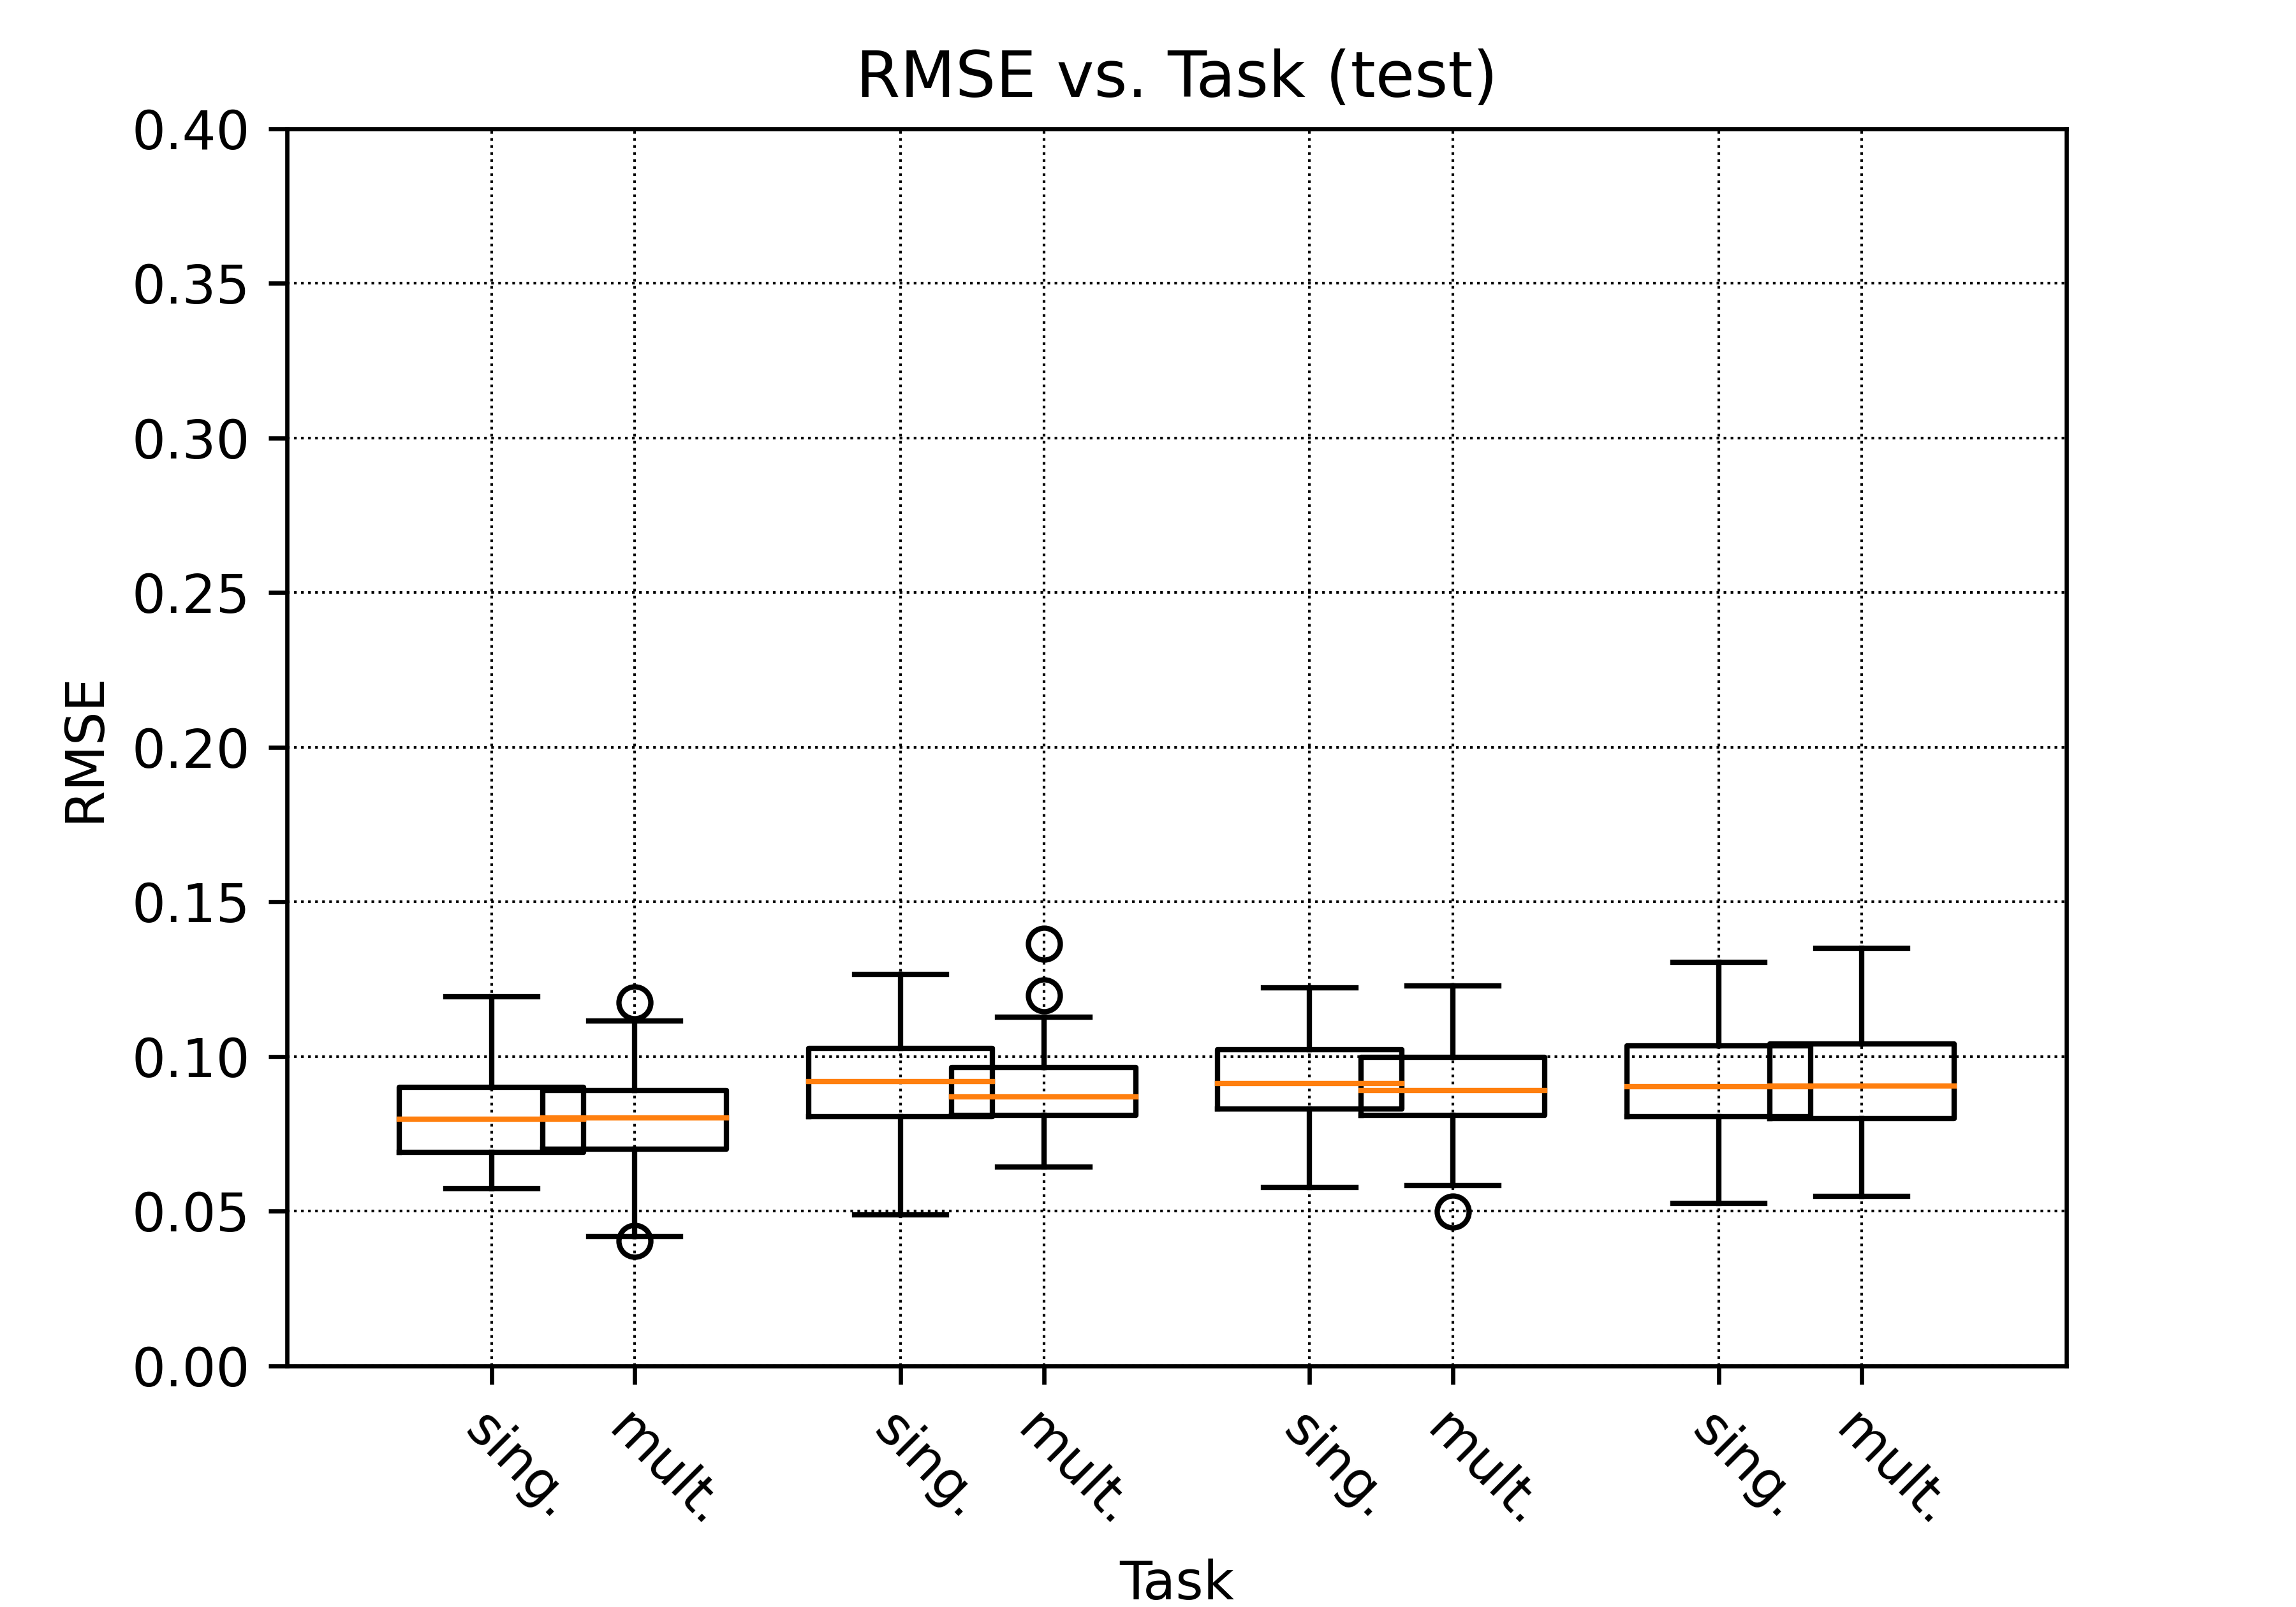 RMSE vs. Task (test)
0.40
0.35
0.30
0.25
0.20
0.15
0.10
0.05
0.00
RMSE
sing. mult. sing. mult. sing. mult. sing. mult.
Task